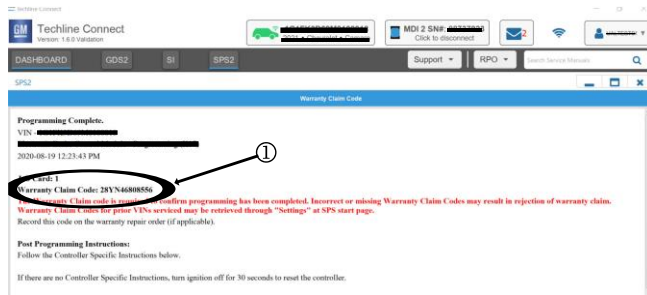 Techline Connect
GM Techline Connect
Version: 1.6.0 Validation
2021 - Chevrolet - Camaro
MDI 2 SN#:
Click to disconnect
2
DASHBOARD GDS2 SI SPS2 Support RPO Search Service Manuals
SPS2
Warranty Claim Code
Programming Complete.
VIN -
2020-08-19 12:23:43 PM
Card: 1
Warranty Claim Code: 28YN46808556
1
Warranty Claim code is required to confirm programming has been completed. Incorrect or missing Warranty Claim Codes may result in rejection of warranty claim.
Warranty Claim Codes for prior VINs serviced may be retrieved through "Settings" at SPS start page.
Record this code on the warranty repair order (if applicable).
Post Programming Instructions:
Follow the Controller Specific Instructions below.
If there are no Controller Specific Instructions, turn ignition off for 30 seconds to reset the controller.